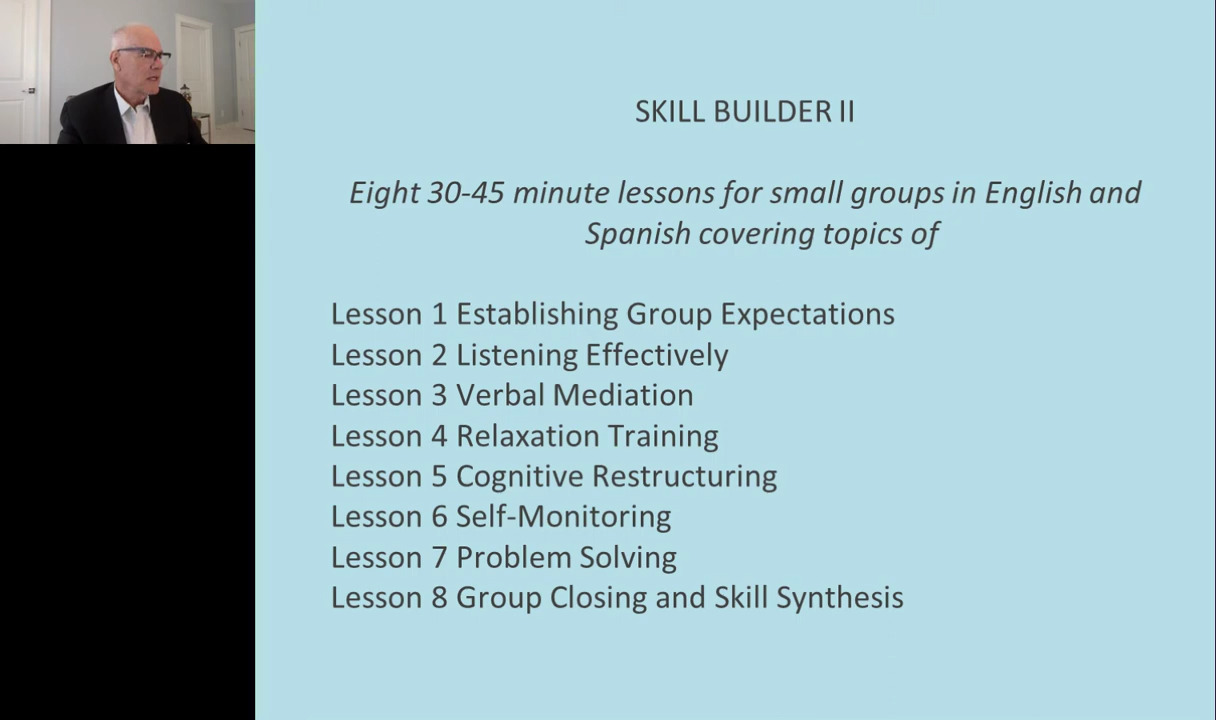 SKILL BUILDER II
Eight 30-45 minute lessons for small groups in English and
Spanish covering topics of
Lesson 1 Establishing Group Expectations
Lesson 2 Listening Effectively
Lesson 3 Verbal Mediation
Lesson 4 Relaxation Training
Lesson 5 Cognitive Restructuring
Lesson 6 Self-Monitoring
Lesson 7 Problem Solving
Lesson 8 Group Closing and Skill Synthesis